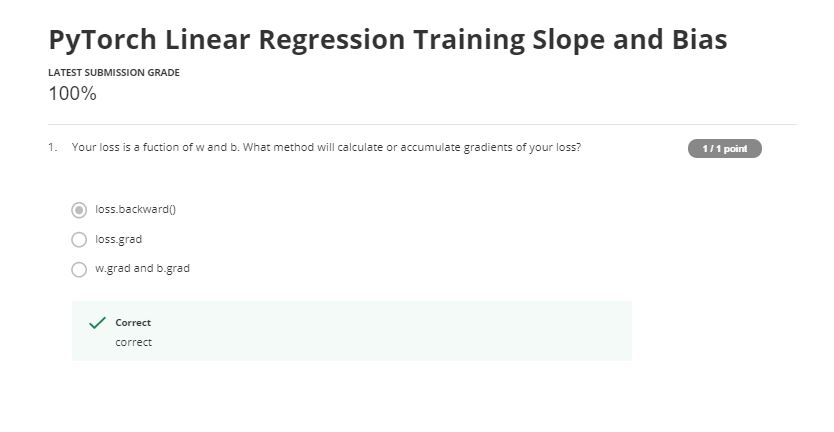 PyTorch Linear Regression Training Slope and Bias
LATEST SUBMISSION GRADE
100%
1. Your loss is a fuction of w and b. What method will calculate or accumulate gradients of your loss?
1 / 1 point
loss.backward()
loss.grad
w.grad and b.grad
Correct
correct